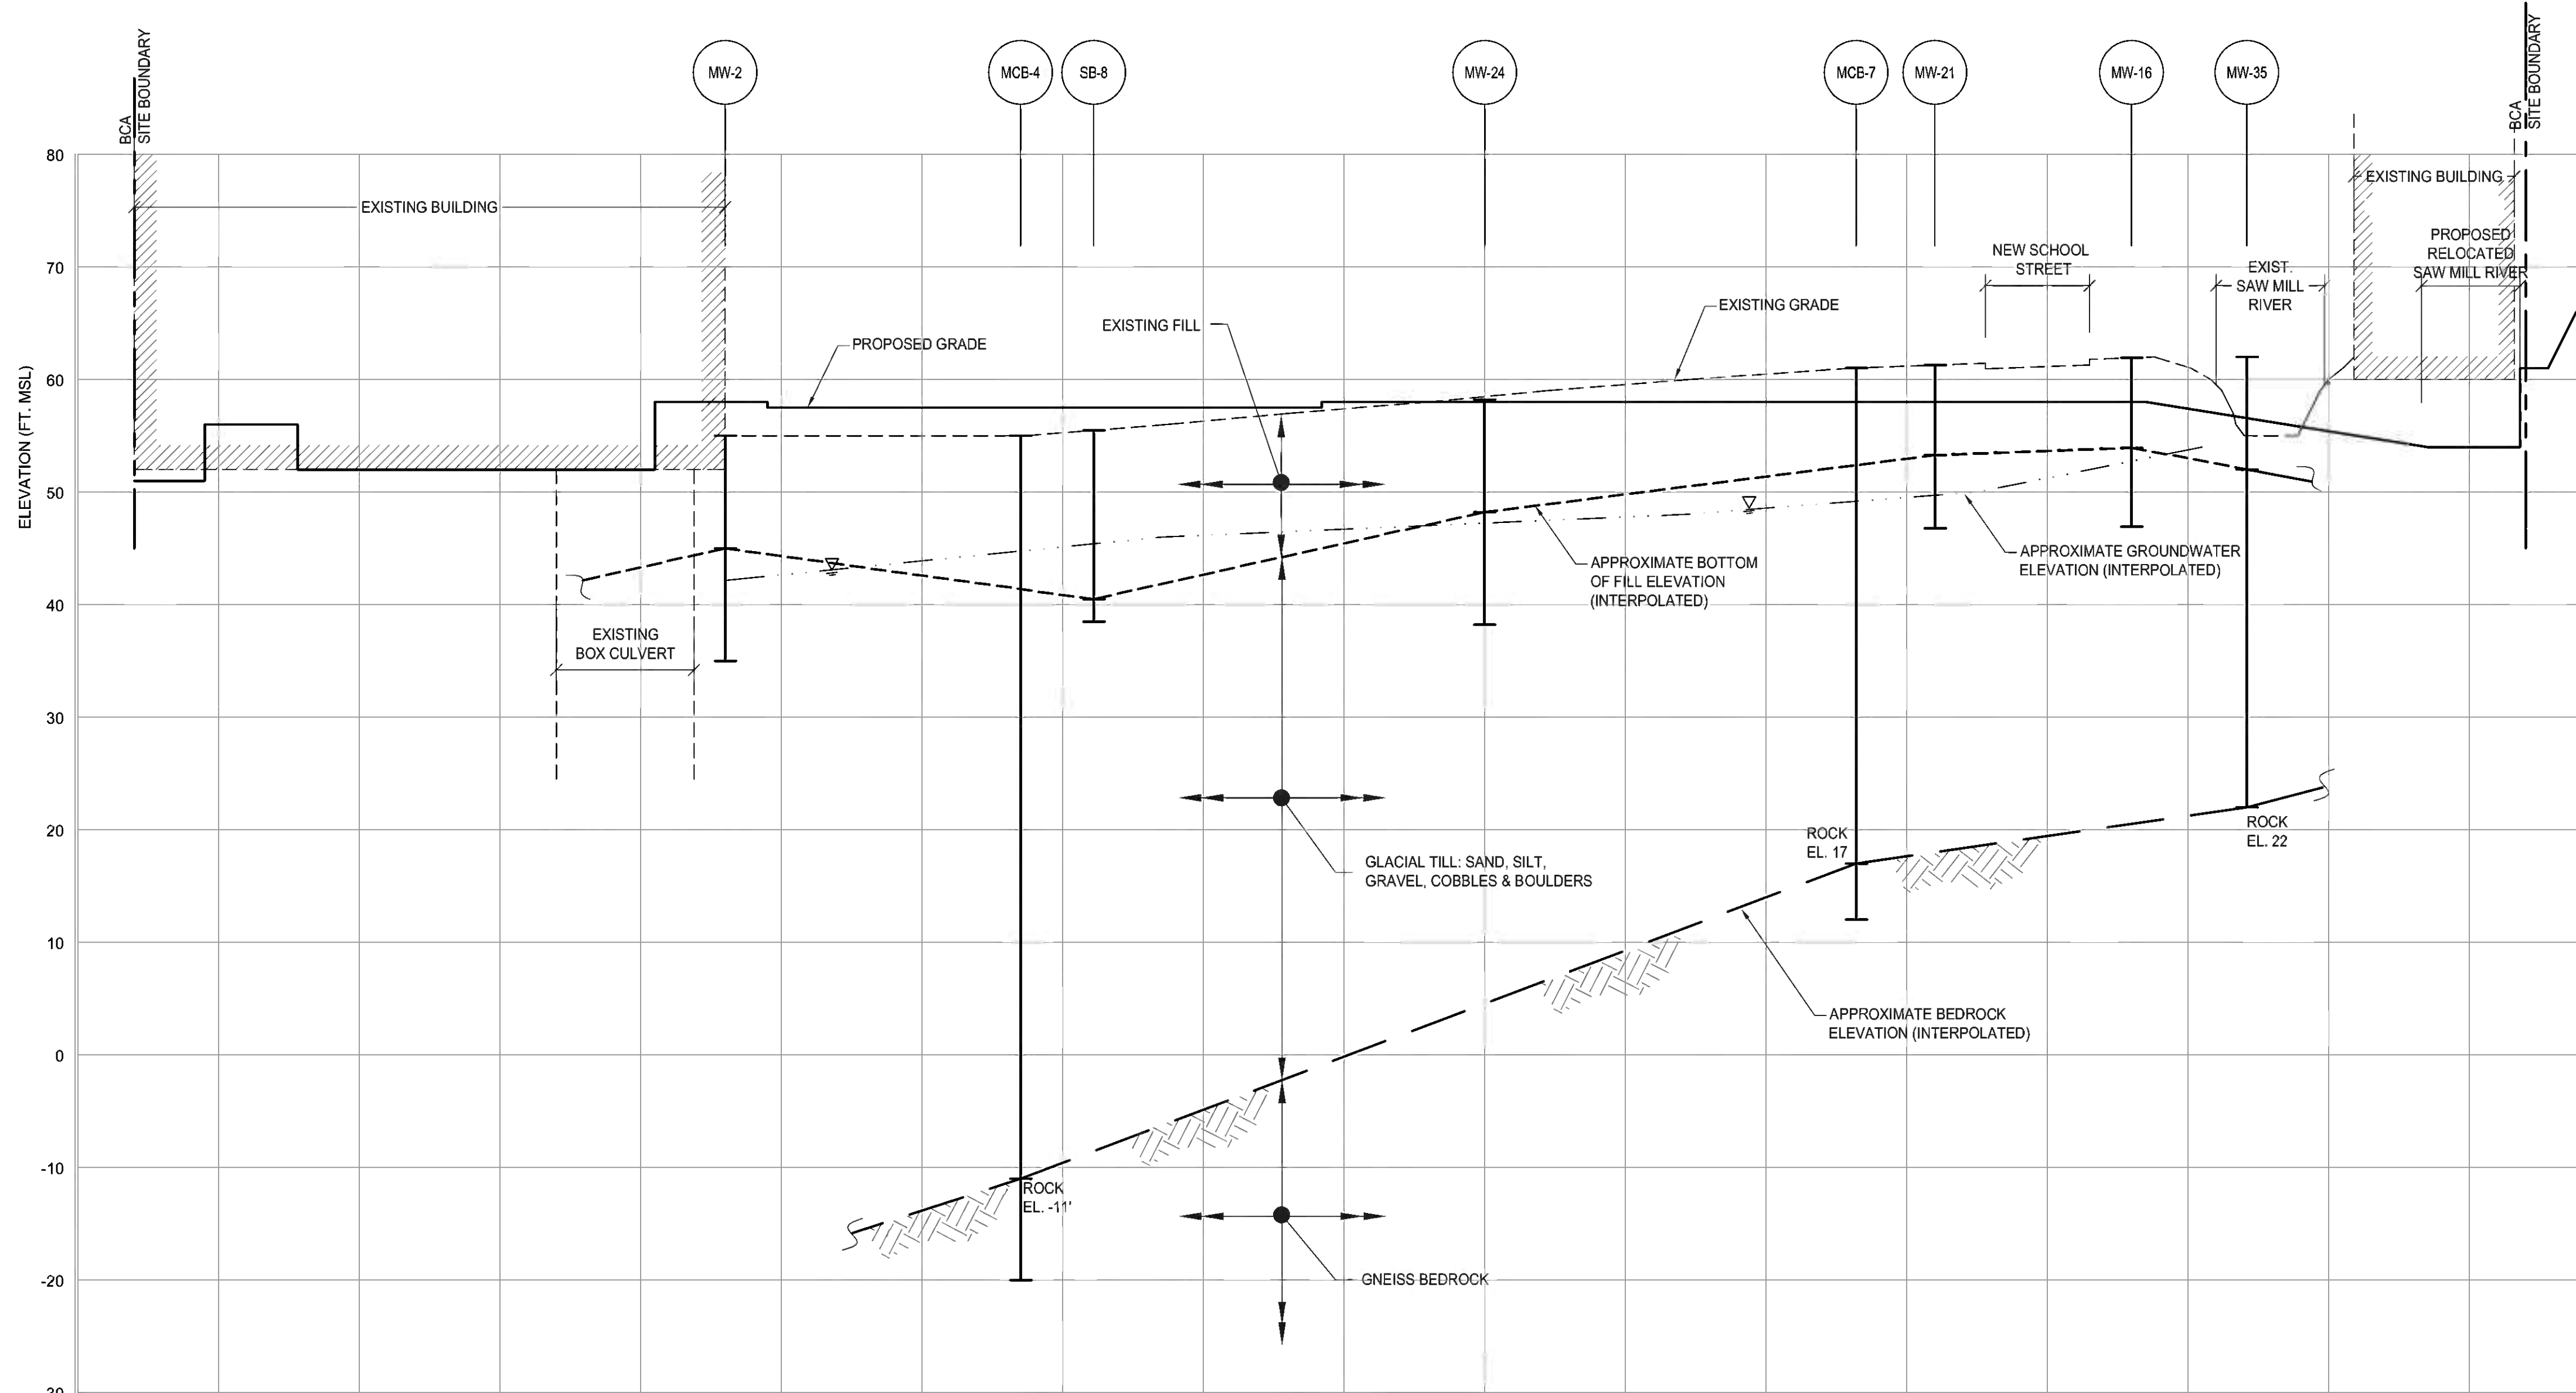 BCA
SITE BOUNDARY
MW-2
MCB-4
SB-8
MW-24
MCB-7
MW-21
MW-16
MW-35
BCA
SITE BOUNDARY
ELEVATION (FT. MSL)
80
70
60
50
40
30
20
10
0
-10
-20
-30
EXISTING BUILDING
EXISTING BUILDING
PROPOSED
RELOCATED
SAW MILL RIVER
NEW SCHOOL
STREET
EXIST.
SAW MILL
RIVER
EXISTING GRADE
EXISTING FILL
PROPOSED GRADE
APPROXIMATE BOTTOM
OF FILL ELEVATION
(INTERPOLATED)
APPROXIMATE GROUNDWATER
ELEVATION (INTERPOLATED)
EXISTING
BOX CULVERT
ROCK
EL. 17
ROCK
EL. 22
GLACIAL TILL: SAND, SILT,
GRAVEL, COBBLES & BOULDERS
APPROXIMATE BEDROCK
ELEVATION (INTERPOLATED)
ROCK
EL. -11'
GNEISS BEDROCK